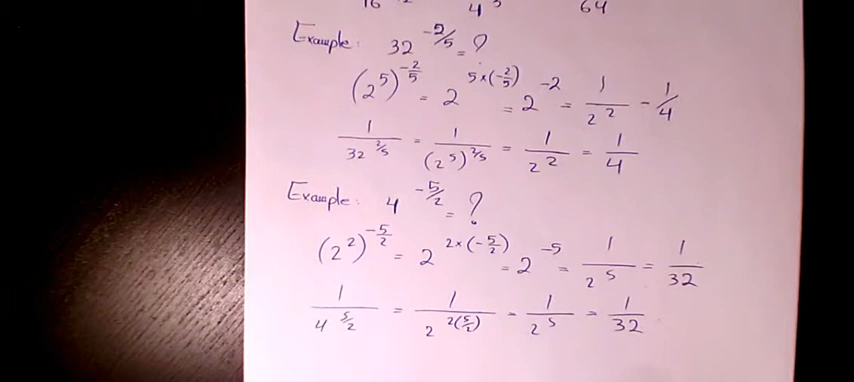 16 4³ 64
Example: 32^(-2/5) = ?
(2^5)^(-2/5) = 2^(5×(-2/5)) = 2^(-2) = 1/2^2 - 1/4
1/32^(2/5) = 1/(2^5)^(2/5) = 1/2^2 = 1/4
Example: 4^(-5/2) = ?
(2^2)^(-5/2) = 2^(2×(-5/2)) = 2^(-5) = 1/2^5 = 1/32
1/4^(5/2) = 1/2^(2(5/2)) = 1/2^5 = 1/32